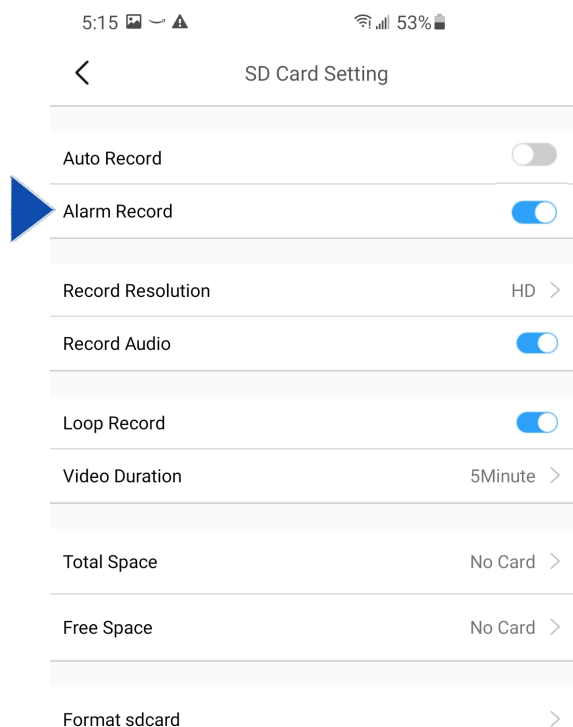 5:15 53%
SD Card Setting
Auto Record
Alarm Record
Record Resolution HD
Record Audio
Loop Record
Video Duration 5Minute
Total Space No Card
Free Space No Card
Format sdcard